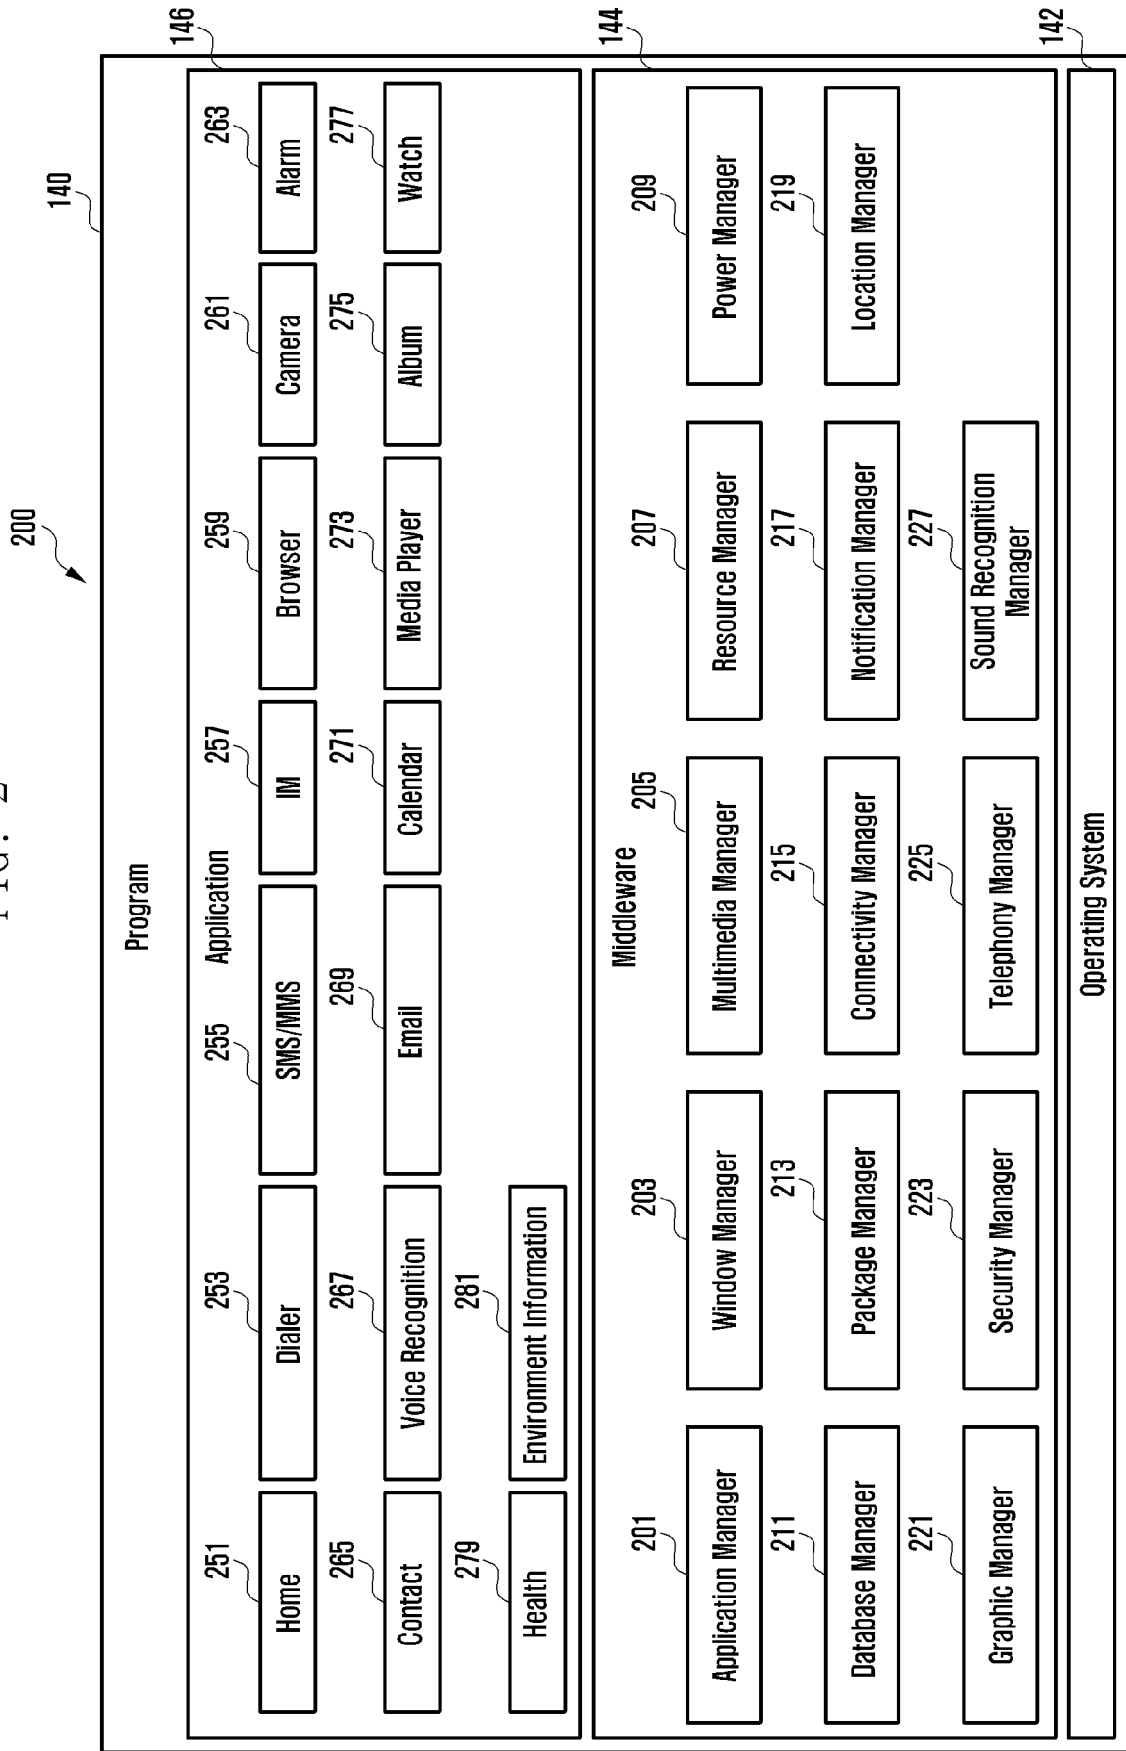 FIG. 2
200
140
Program
146
Application
251
253
255
257
259
261
263
Home
Dialer
SMS/MMS
IM
Browser
Camera
Alarm
265
267
269
271
273
275
277
Contact
Voice Recognition
Email
Calendar
Media Player
Album
Watch
279
281
Health
Environment Information
144
Middleware
201
203
205
207
209
Application Manager
Window Manager
Multimedia Manager
Resource Manager
Power Manager
211
213
215
217
219
Database Manager
Package Manager
Connectivity Manager
Notification Manager
Location Manager
221
223
225
227
Graphic Manager
Security Manager
Telephony Manager
Sound Recognition
Manager
142
Operating System